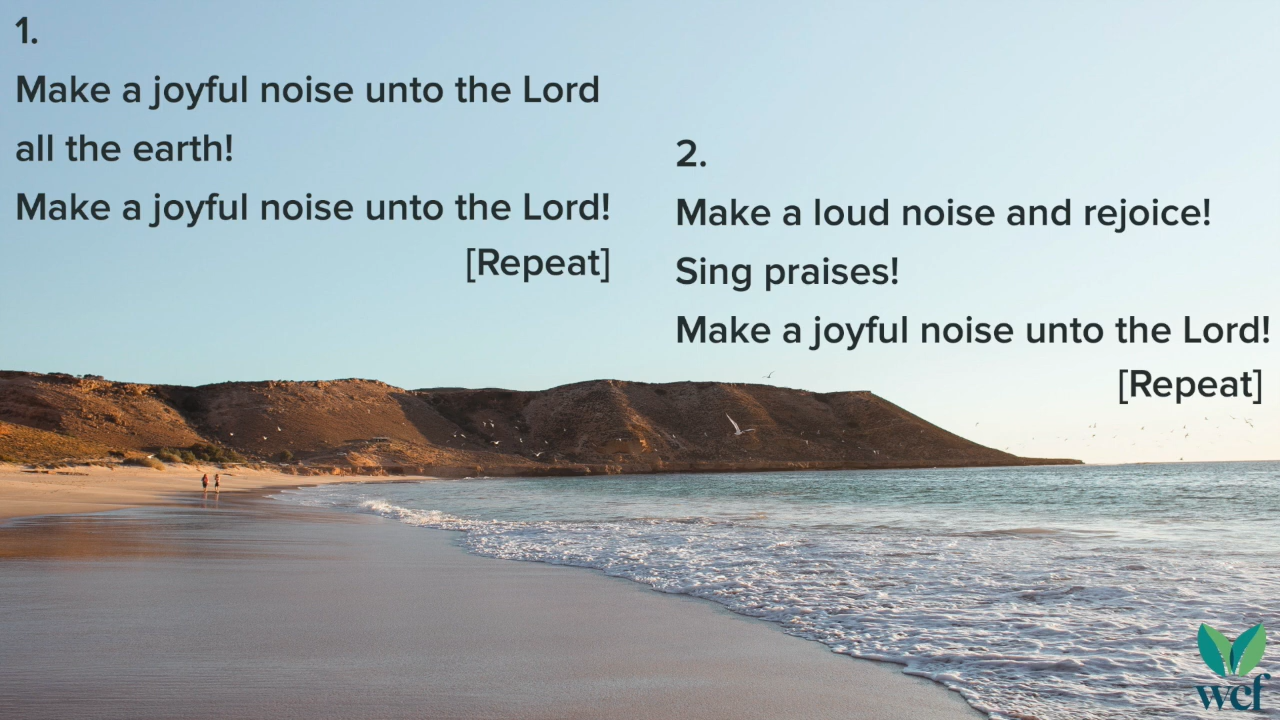 1.
Make a joyful noise unto the Lord
all the earth!
Make a joyful noise unto the Lord!
[Repeat]
2.
Make a loud noise and rejoice!
Sing praises!
Make a joyful noise unto the Lord!
[Repeat]
wcf